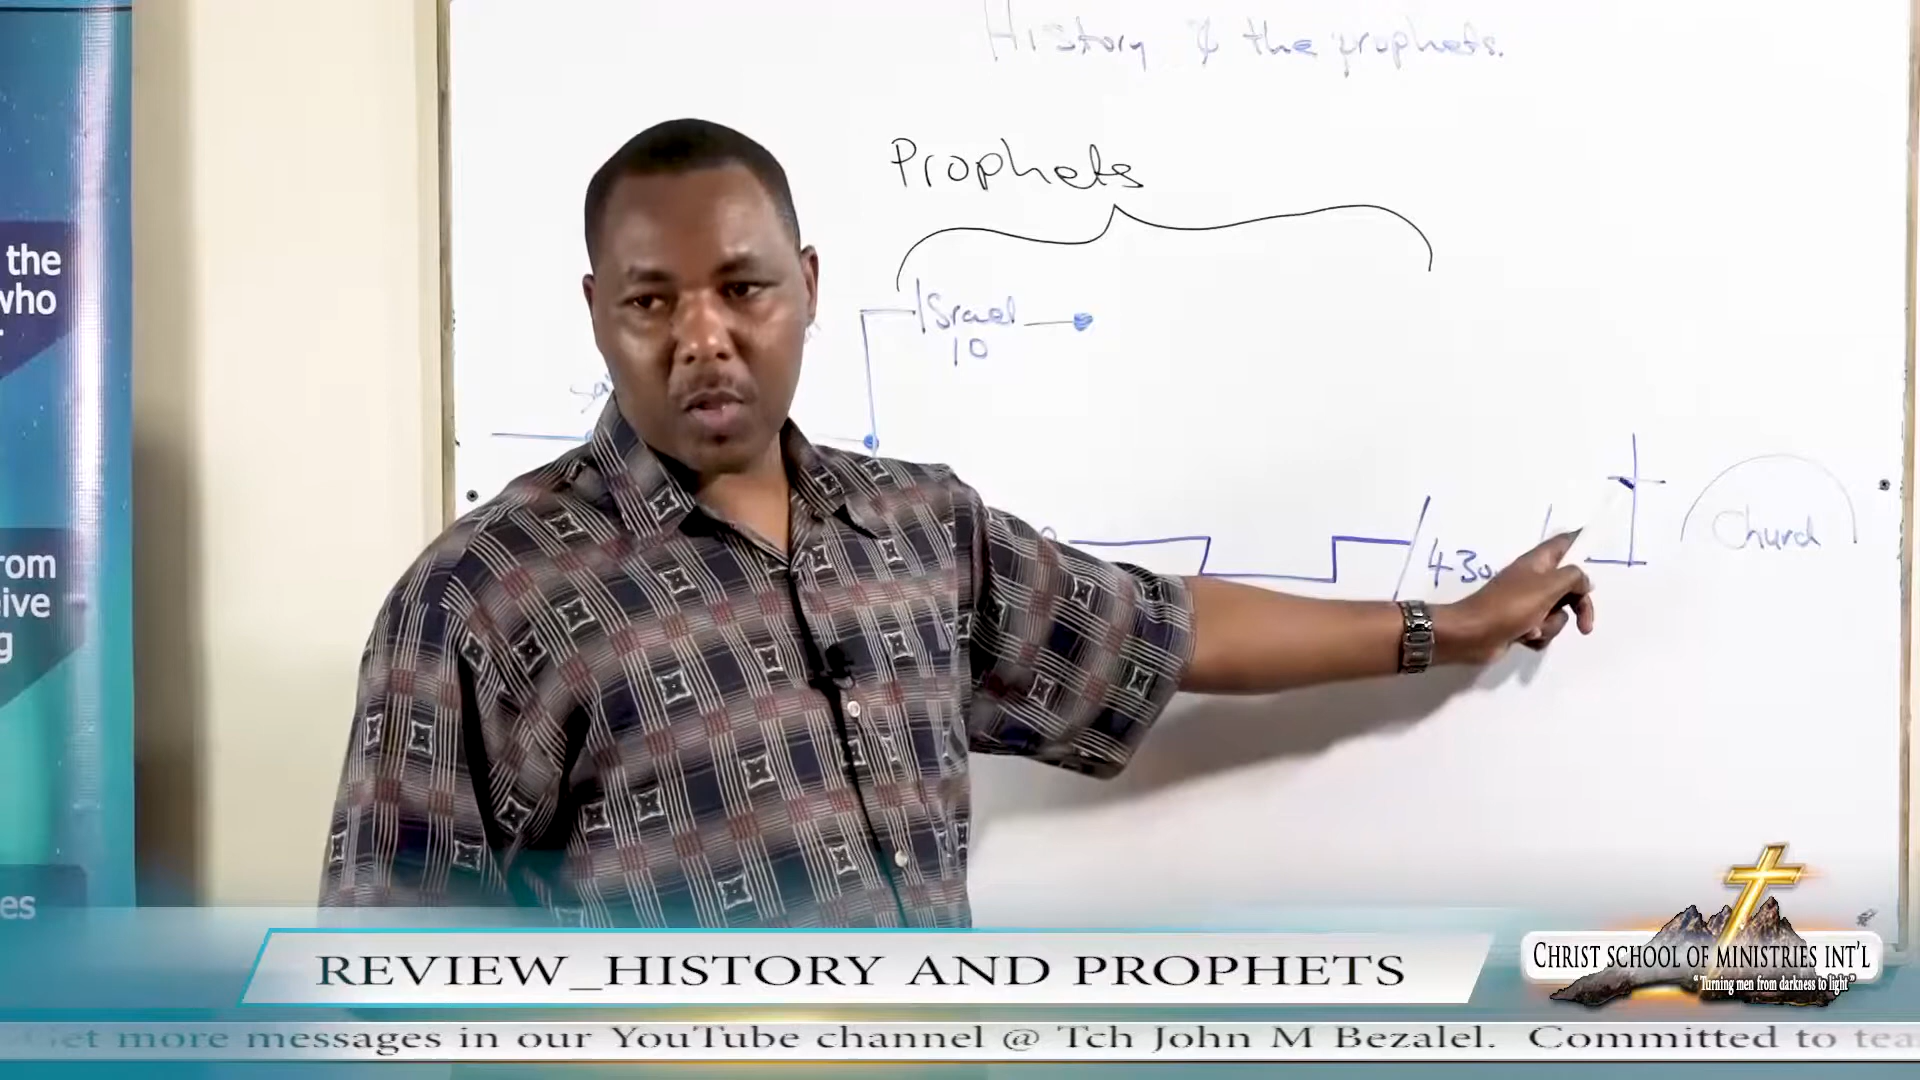 History & the prophets.
Prophets
Israel
10
430
Church
the
who
rom
ive
g
es
REVIEW_HISTORY AND PROPHETS
CHRIST SCHOOL OF MINISTRIES INT'L
"Turning men from darkness to light"
Get more messages in our YouTube channel @ Tch John M Bezalel. Committed to tea